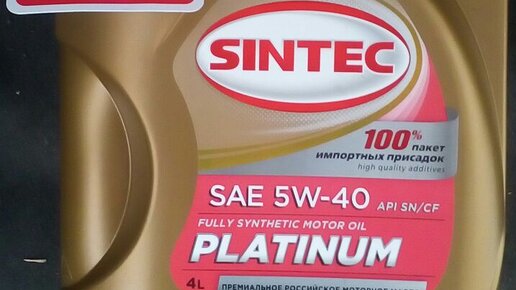 SINTEC
100% пакет
импортных присадок
high quality additives
SAE 5W-40 API SN/CF
FULLY SYNTHETIC MOTOR OIL
PLATINUM
4L
ПРЕМИАЛЬНОЕ РОССИЙСКОЕ МОТОРНОЕ